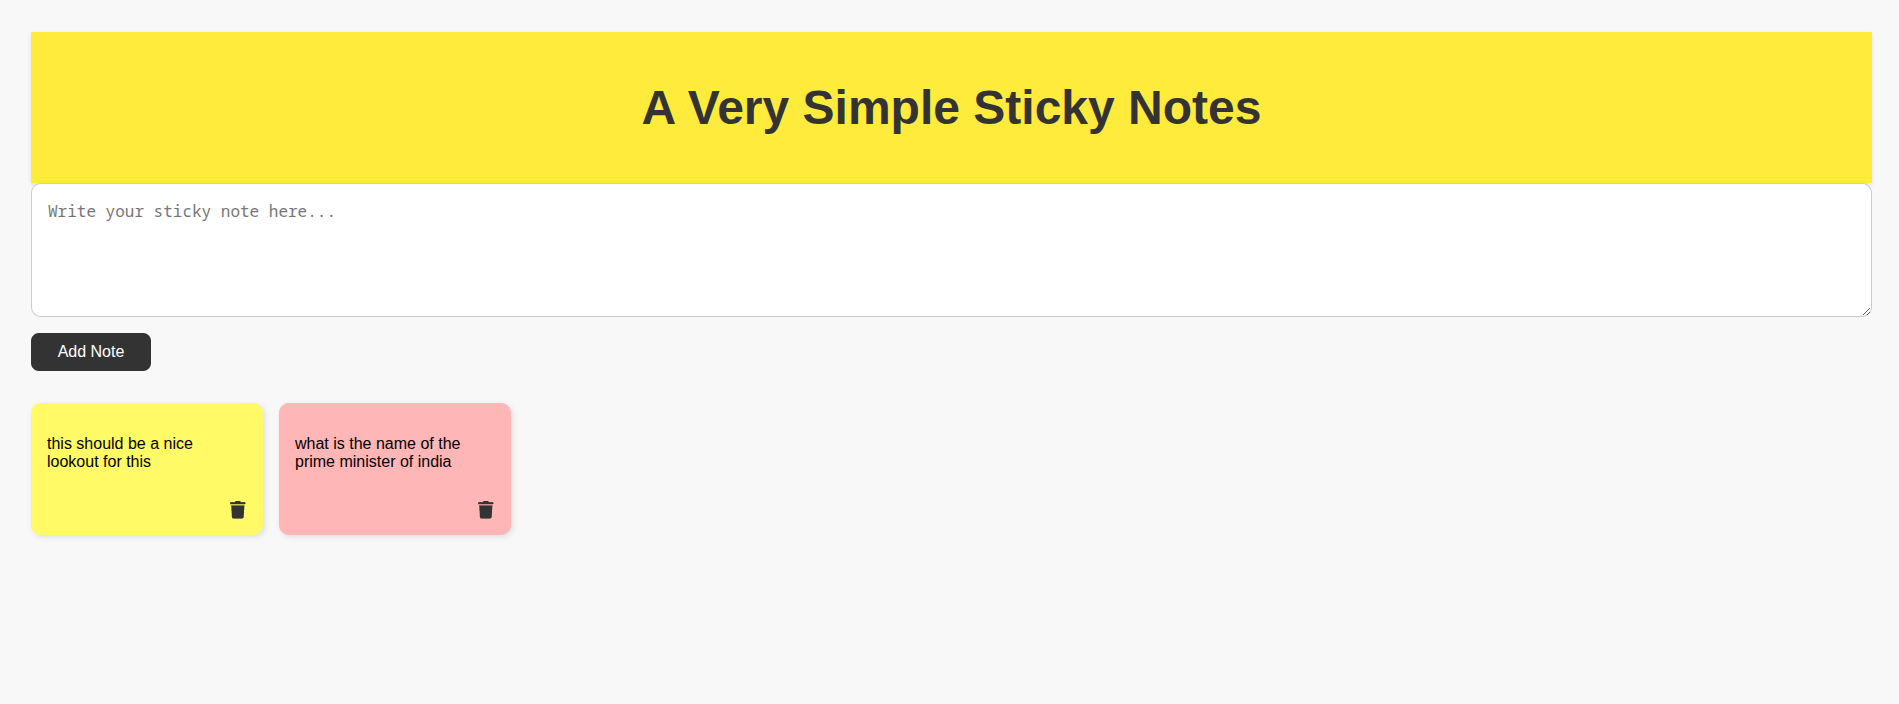 A Very Simple Sticky Notes
Write your sticky note here...
Add Note
this should be a nice
lookout for this
what is the name of the
prime minister of india